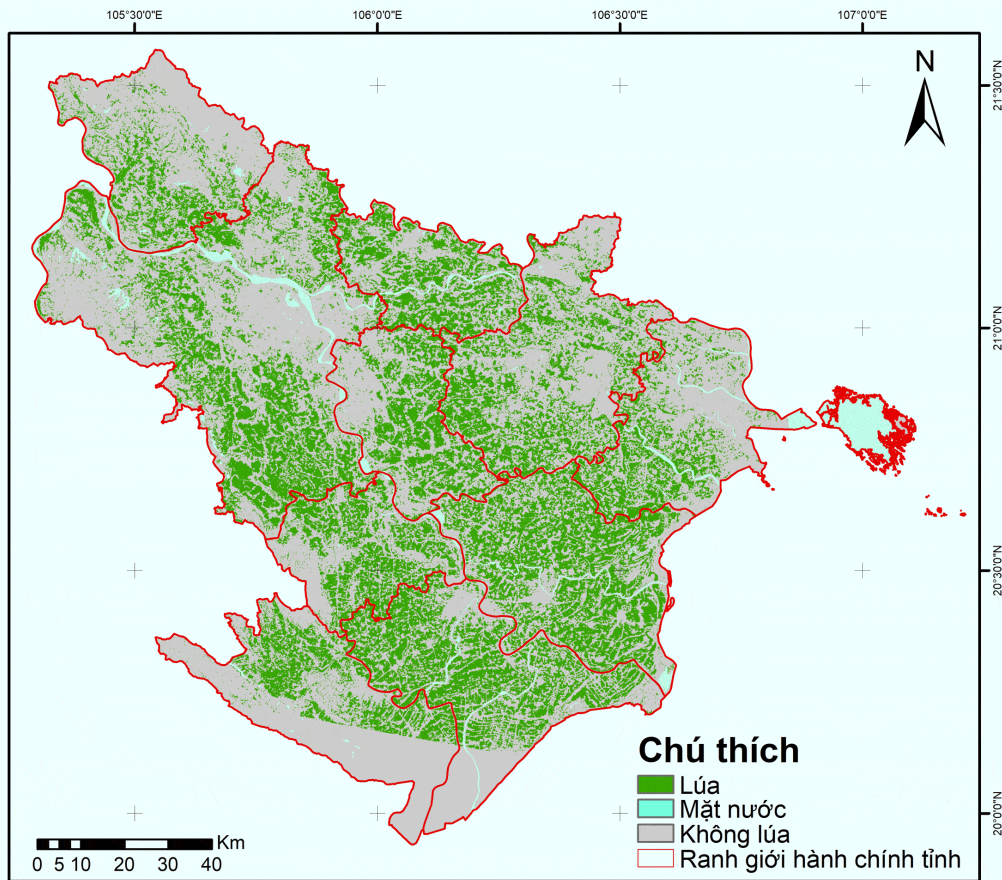 105°30'0"E 106°0'0"E 106°30'0"E 107°0'0"E
N
21°30'0"N
21°0'0"N
20°30'0"N
20°0'0"N
Chú thích
Lúa
Mặt nước
Không lúa
Ranh giới hành chính tỉnh
Km
0 5 10 20 30 40